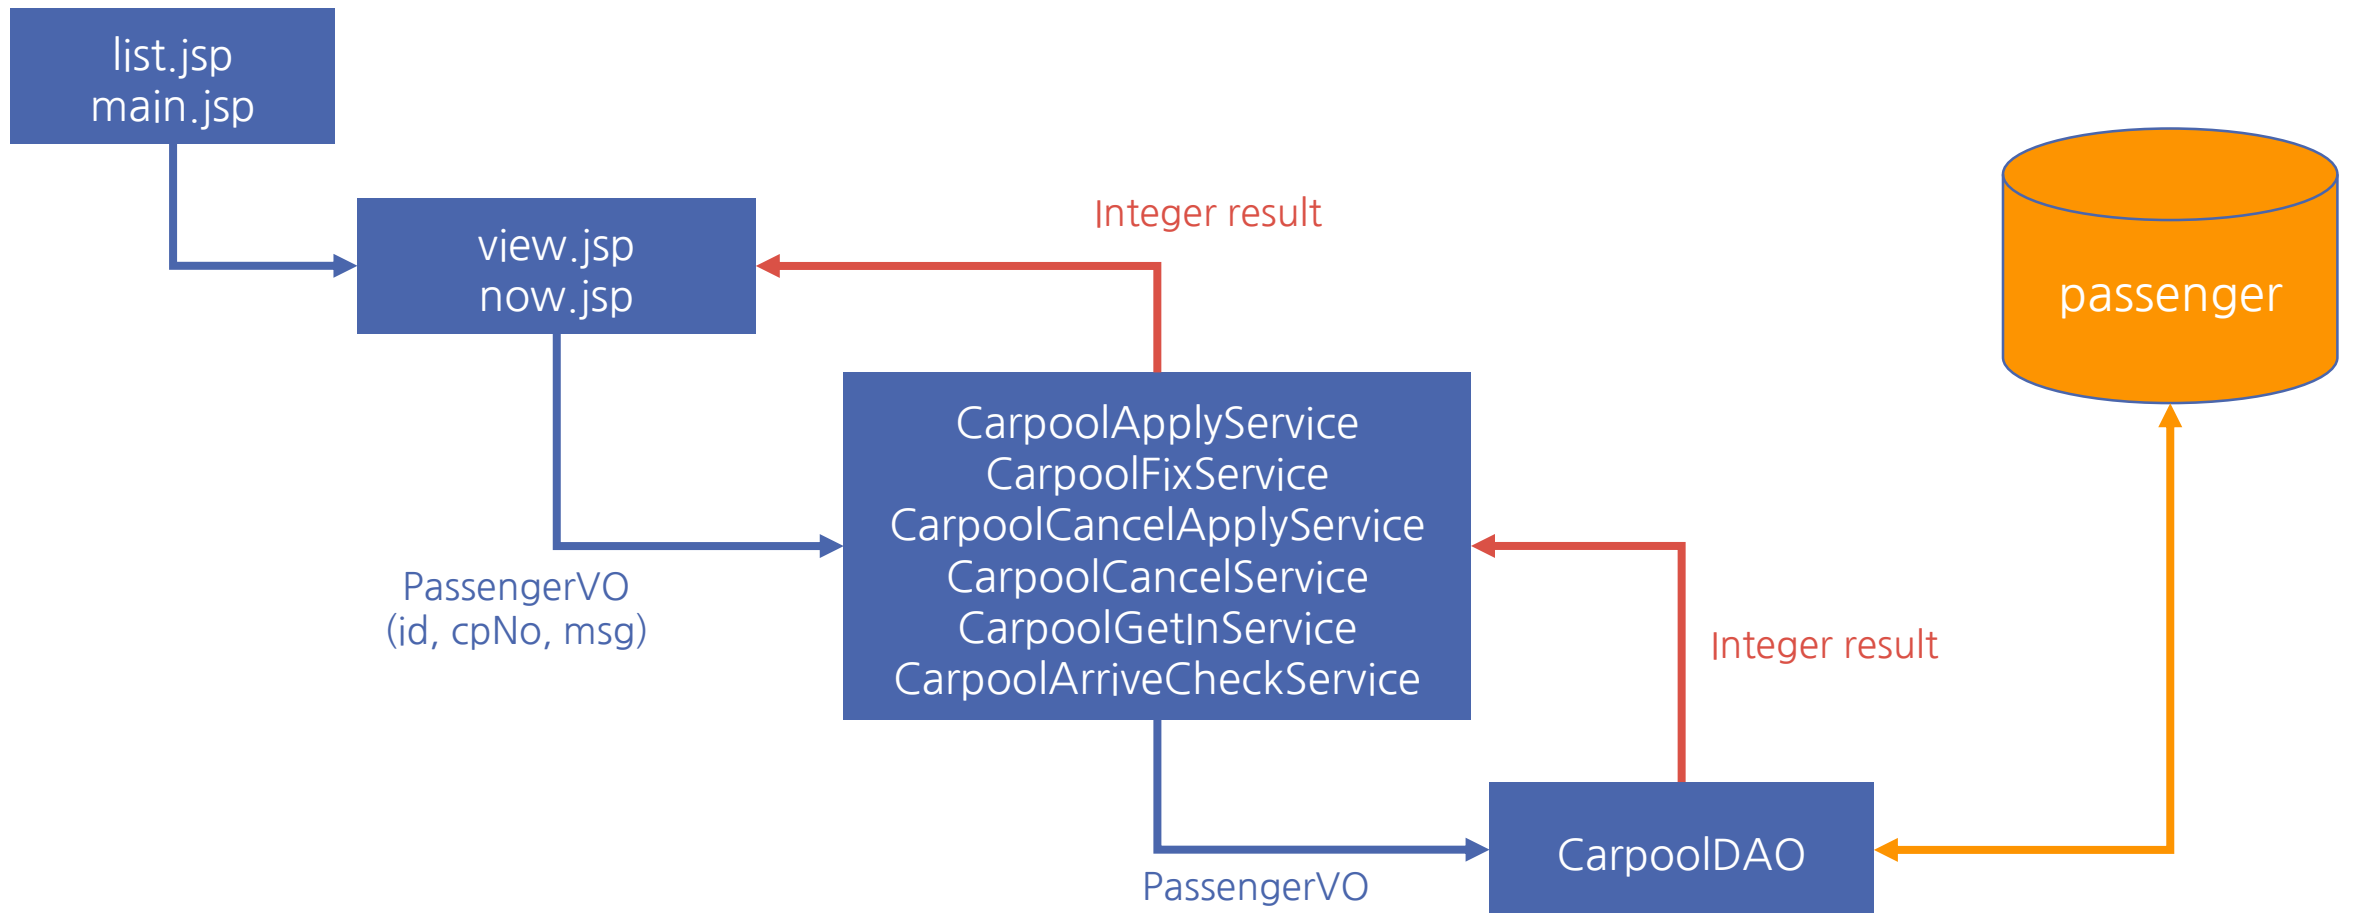 list.jsp
main.jsp
view.jsp
now.jsp
Integer result
passenger
CarpoolApplyService
CarpoolFixService
CarpoolCancelApplyService
CarpoolCancelService
CarpoolGetInService
CarpoolArriveCheckService
PassengerVO
(id, cpNo, msg)
Integer result
CarpoolDAO
PassengerVO